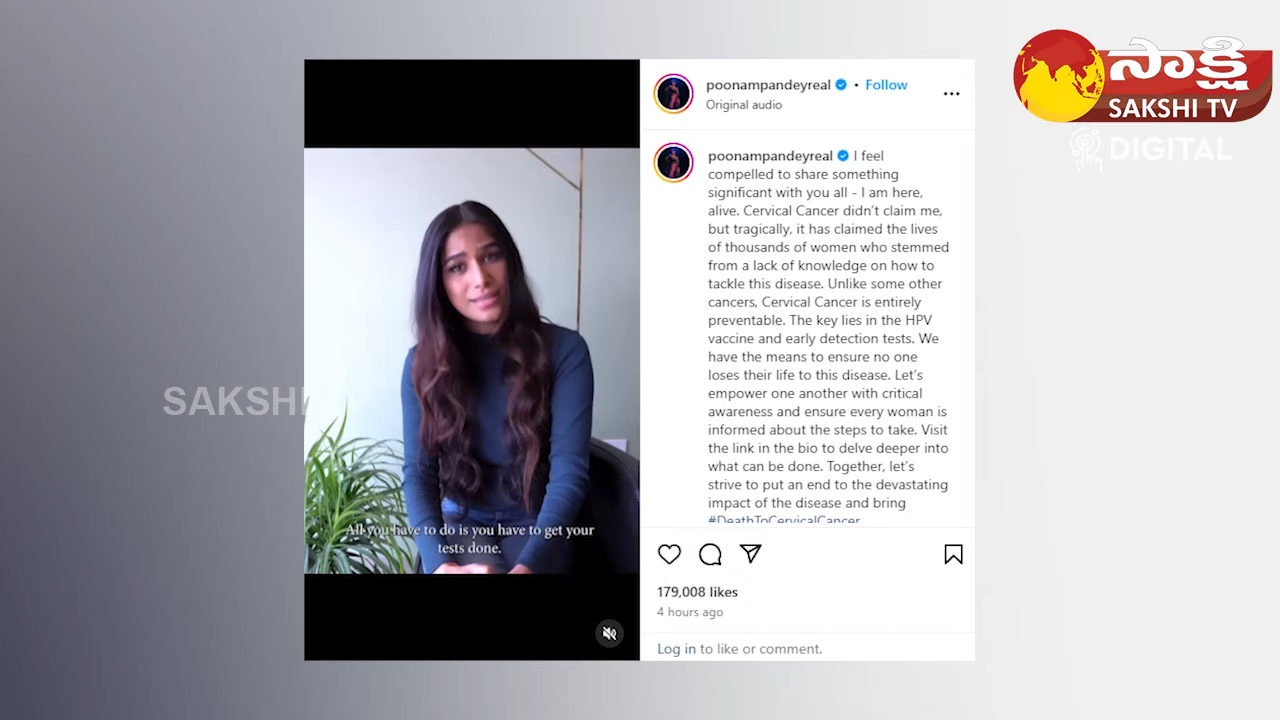 సాక్షి
SAKSHI TV
DIGITAL
SAKSHI
poonampandeyreal • Follow
Original audio
poonampandeyreal I feel
compelled to share something
significant with you all - I am here,
alive. Cervical Cancer didn’t claim me,
but tragically, it has claimed the lives
of thousands of women who stemmed
from a lack of knowledge on how to
tackle this disease. Unlike some other
cancers, Cervical Cancer is entirely
preventable. The key lies in the HPV
vaccine and early detection tests. We
have the means to ensure no one
loses their life to this disease. Let’s
empower one another with critical
awareness and ensure every woman is
informed about the steps to take. Visit
the link in the bio to delve deeper into
what can be done. Together, let’s
strive to put an end to the devastating
impact of the disease and bring
#DeathToCervicalCancer
All you have to do is you have to get your
tests done.
179,008 likes
4 hours ago
Log in to like or comment.